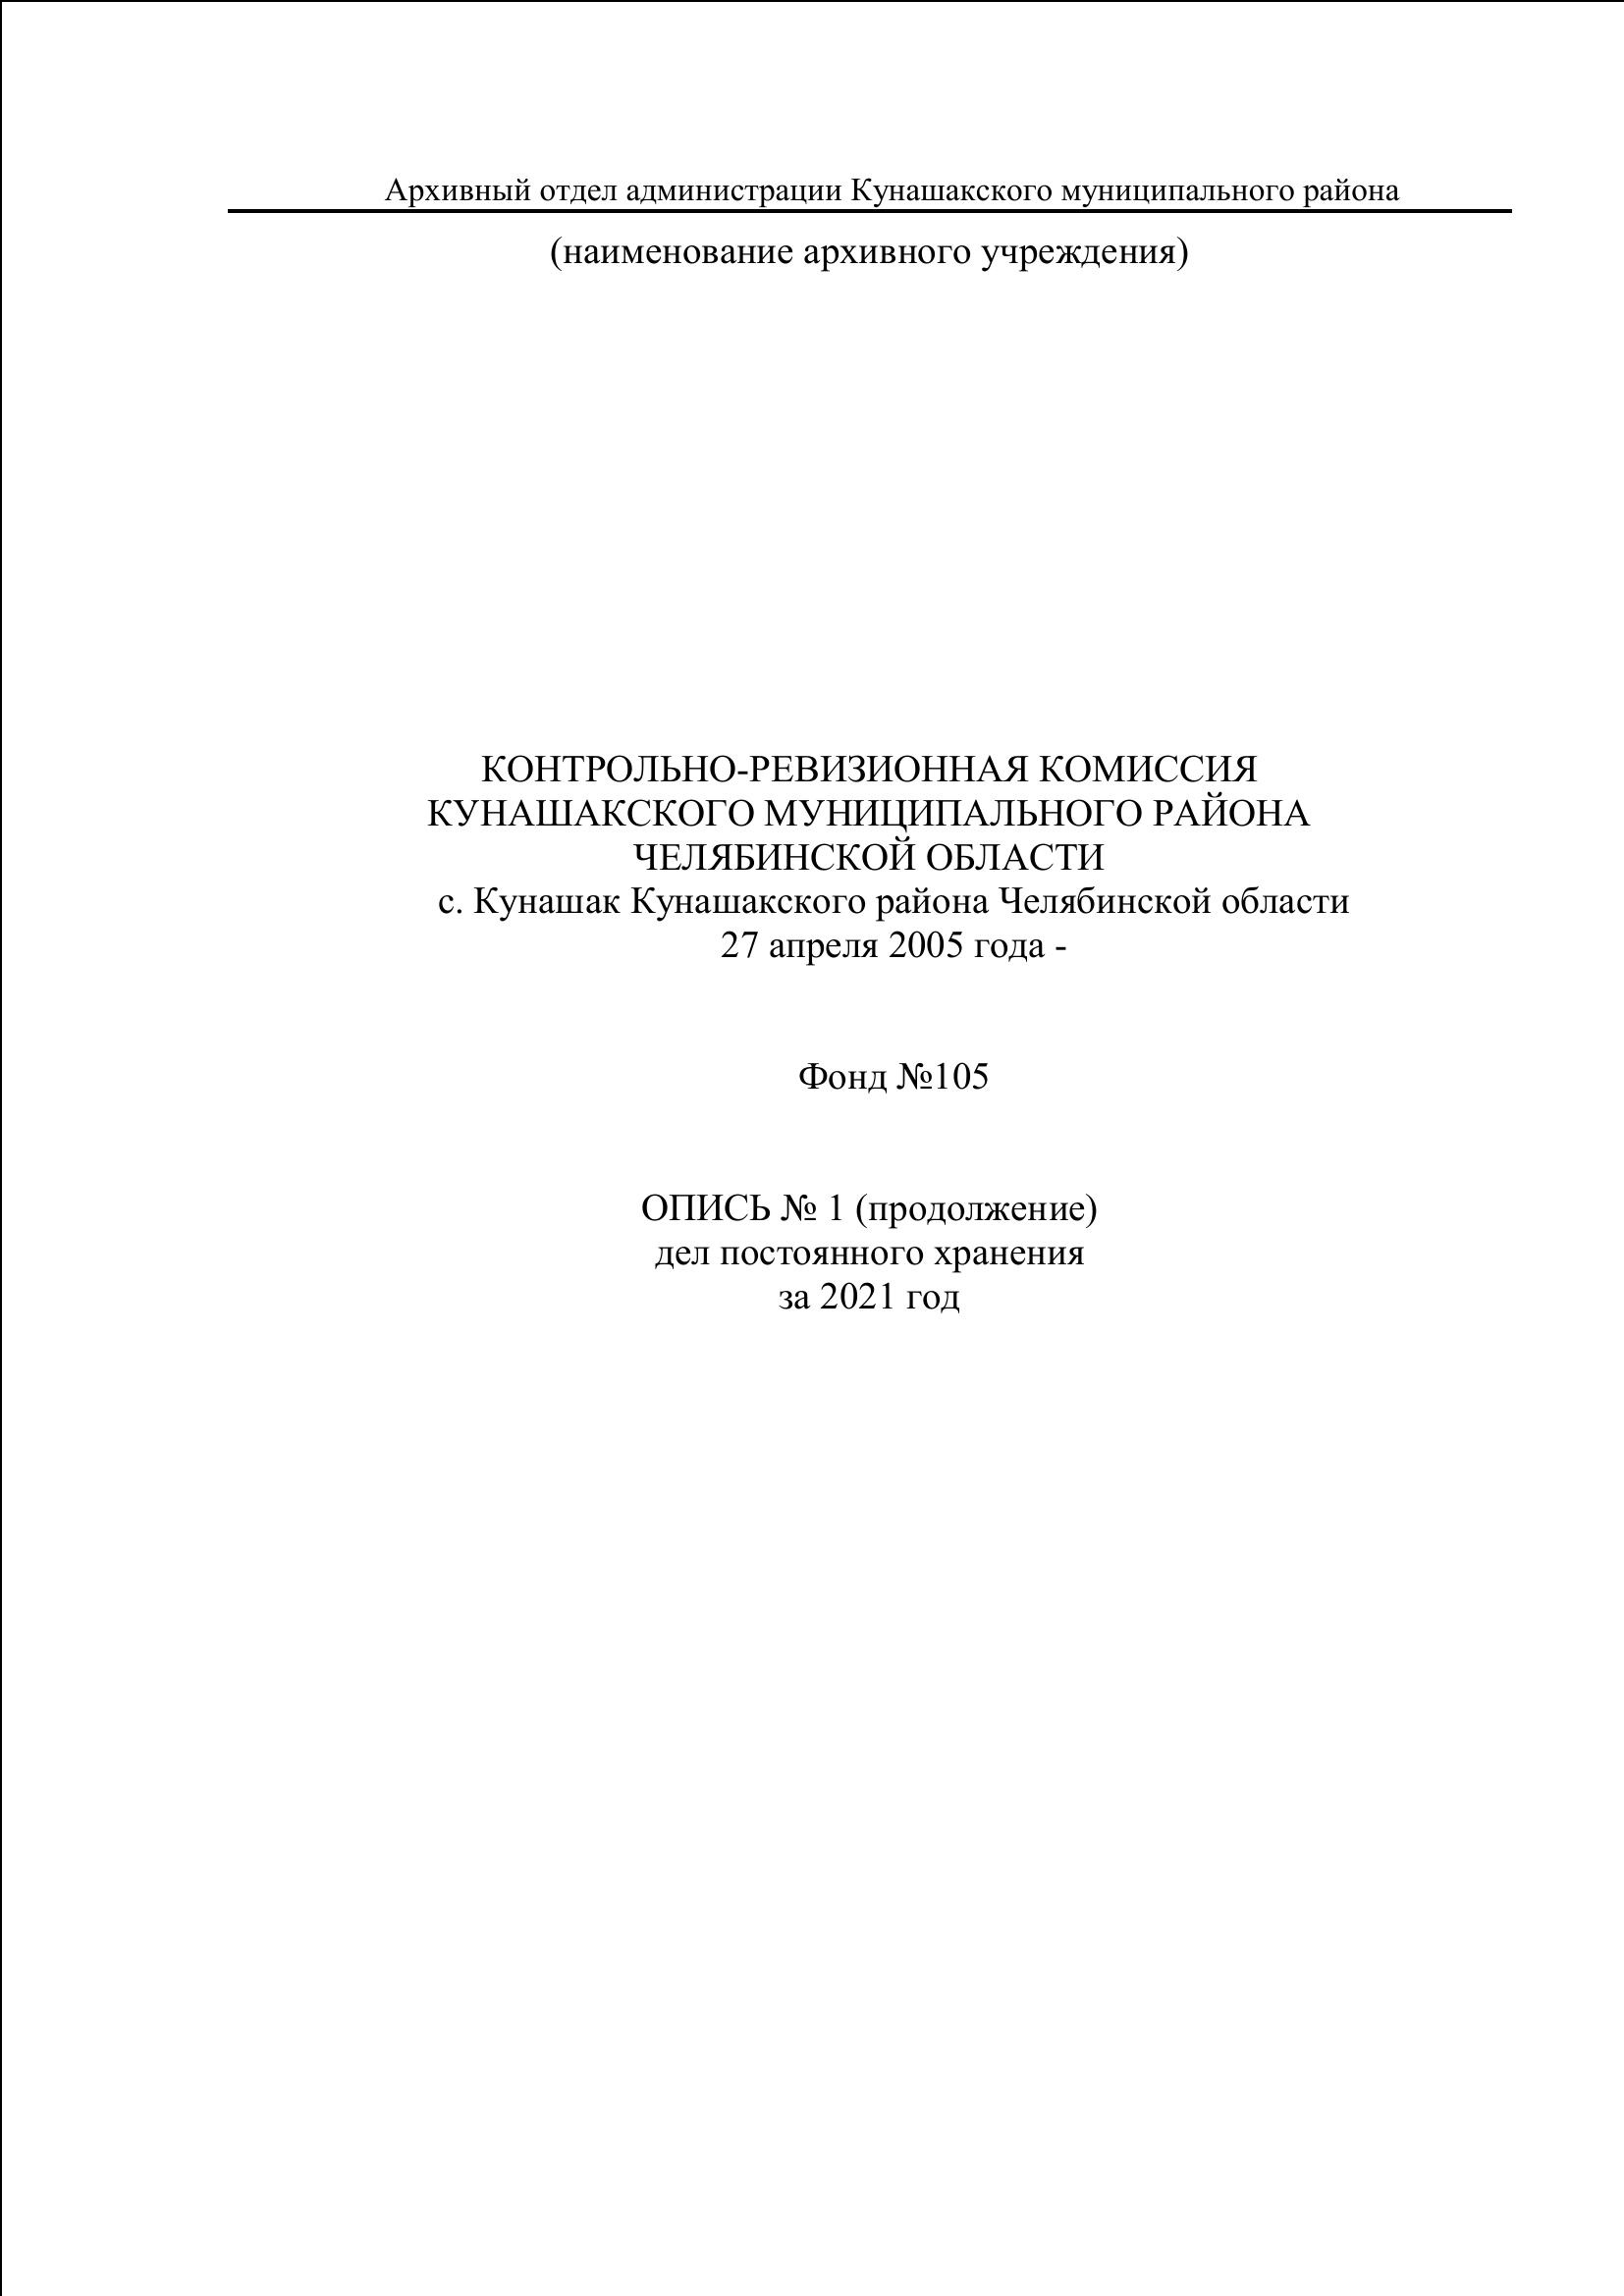 Архивный отдел администрации Кунашакского муниципального района
(наименование архивного учреждения)
КОНТРОЛЬНО-РЕВИЗИОННАЯ КОМИССИЯ
КУНАШАКСКОГО МУНИЦИПАЛЬНОГО РАЙОНА
ЧЕЛЯБИНСКОЙ ОБЛАСТИ
с. Кунашак Кунашакского района Челябинской области
27 апреля 2005 года -
Фонд №105
ОПИСЬ № 1 (продолжение)
дел постоянного хранения
за 2021 год